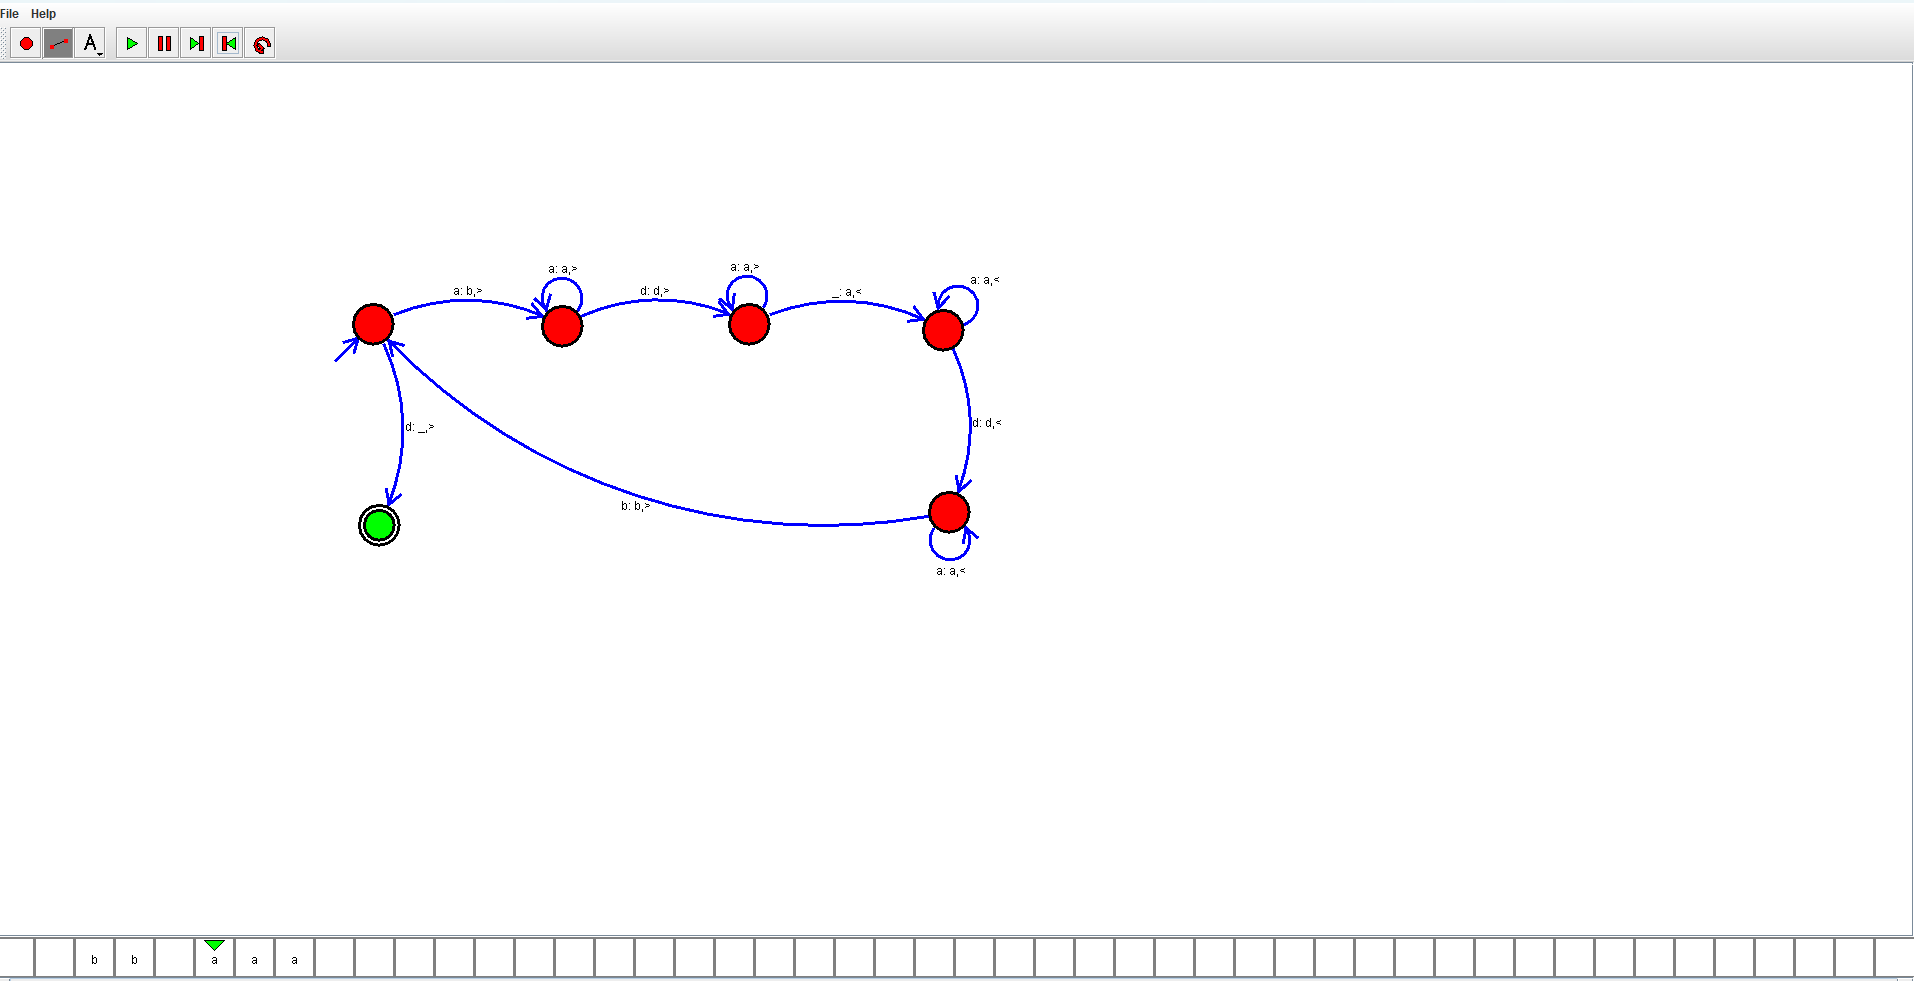 File Help
A
a: a,>
a: a,>
a: a,<
a: b,>
d: d,>
_: a,<
d: _,>
d: d,<
b: b,>
a: a,<
b b a a a